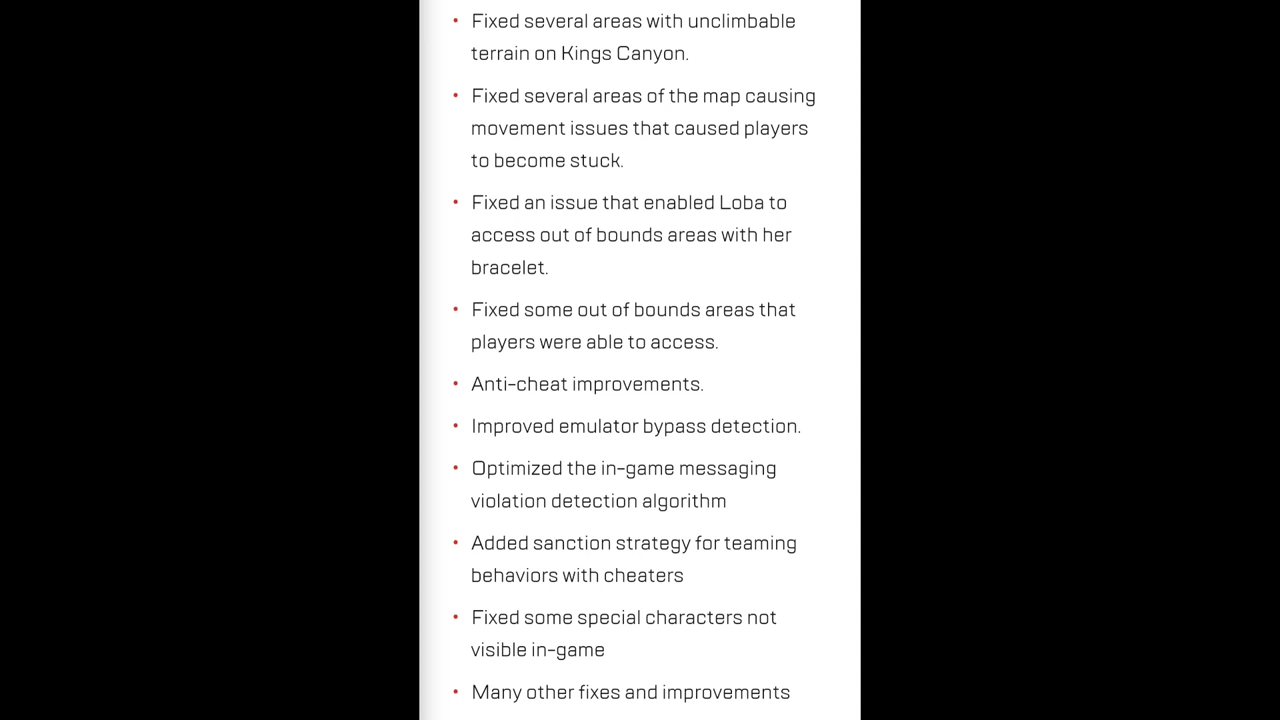 • Fixed several areas with unclimbable
terrain on Kings Canyon.
• Fixed several areas of the map causing
movement issues that caused players
to become stuck.
• Fixed an issue that enabled Loba to
access out of bounds areas with her
bracelet.
• Fixed some out of bounds areas that
players were able to access.
• Anti-cheat improvements.
• Improved emulator bypass detection.
• Optimized the in-game messaging
violation detection algorithm
• Added sanction strategy for teaming
behaviors with cheaters
• Fixed some special characters not
visible in-game
• Many other fixes and improvements